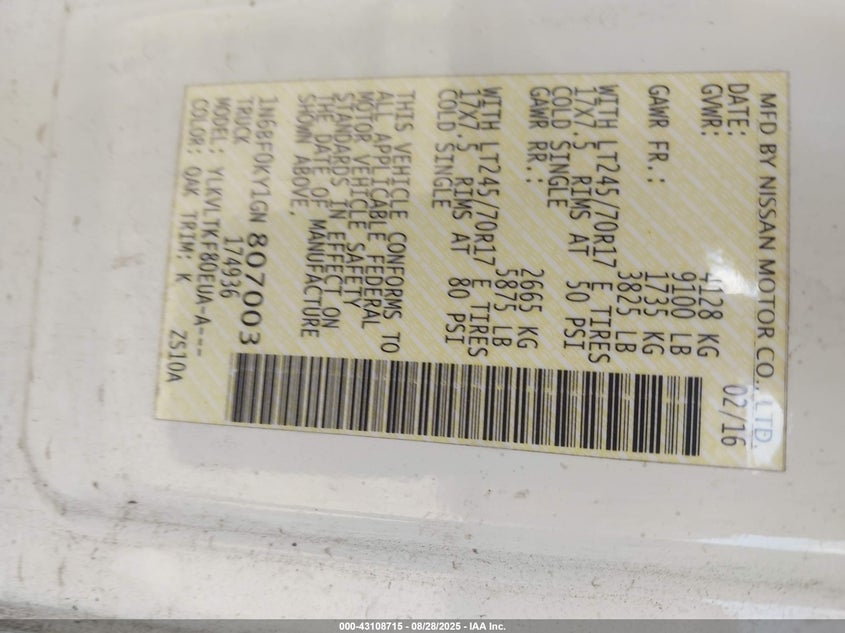 MFD BY NISSAN MOTOR CO., LTD.
DATE: 02/16
GVWR: 4128 KG
9100 LB
GAWR FR.: 1735 KG
3825 LB
WITH LT245/70R17 E TIRES
17X7.5 RIMS AT 50 PSI
COLD SINGLE
GAWR RR.: 2665 KG
5875 LB
WITH LT245/70R17 E TIRES
17X7.5 RIMS AT 80 PSI
COLD SINGLE
THIS VEHICLE CONFORMS TO
ALL APPLICABLE FEDERAL
MOTOR VEHICLE SAFETY
STANDARDS IN EFFECT ON
THE DATE OF MANUFACTURE
SHOWN ABOVE.
1N6BF0KY1GN807003
TRUCK 174936
MODEL: YLKVLTKF80EUA-A---
COLOR: QAK TRIM: K Z510A
000-43108715 / 08/28/2025 - IAA Inc.